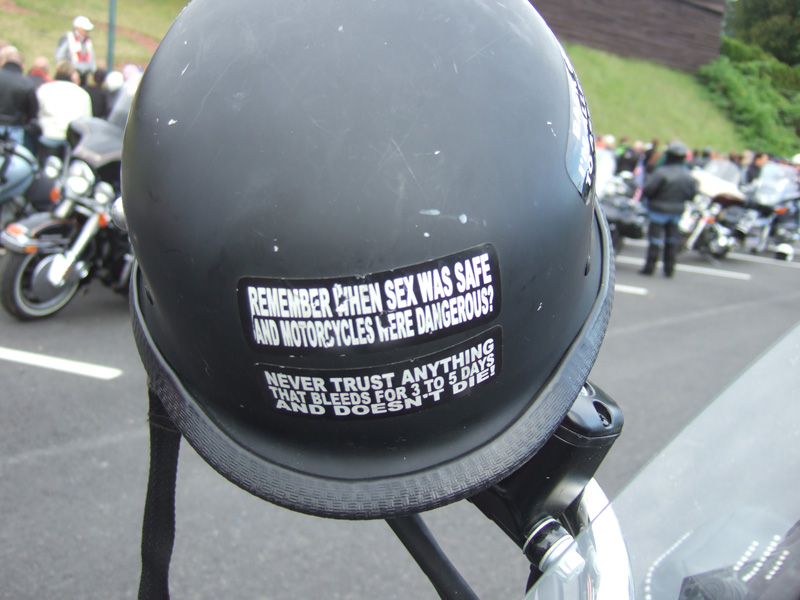 REMEMBER WHEN SEX WAS SAFE
AND MOTORCYCLES WERE DANGEROUS?
NEVER TRUST ANYTHING
THAT BLEEDS FOR 3 TO 5 DAYS
AND DOESN'T DIE!